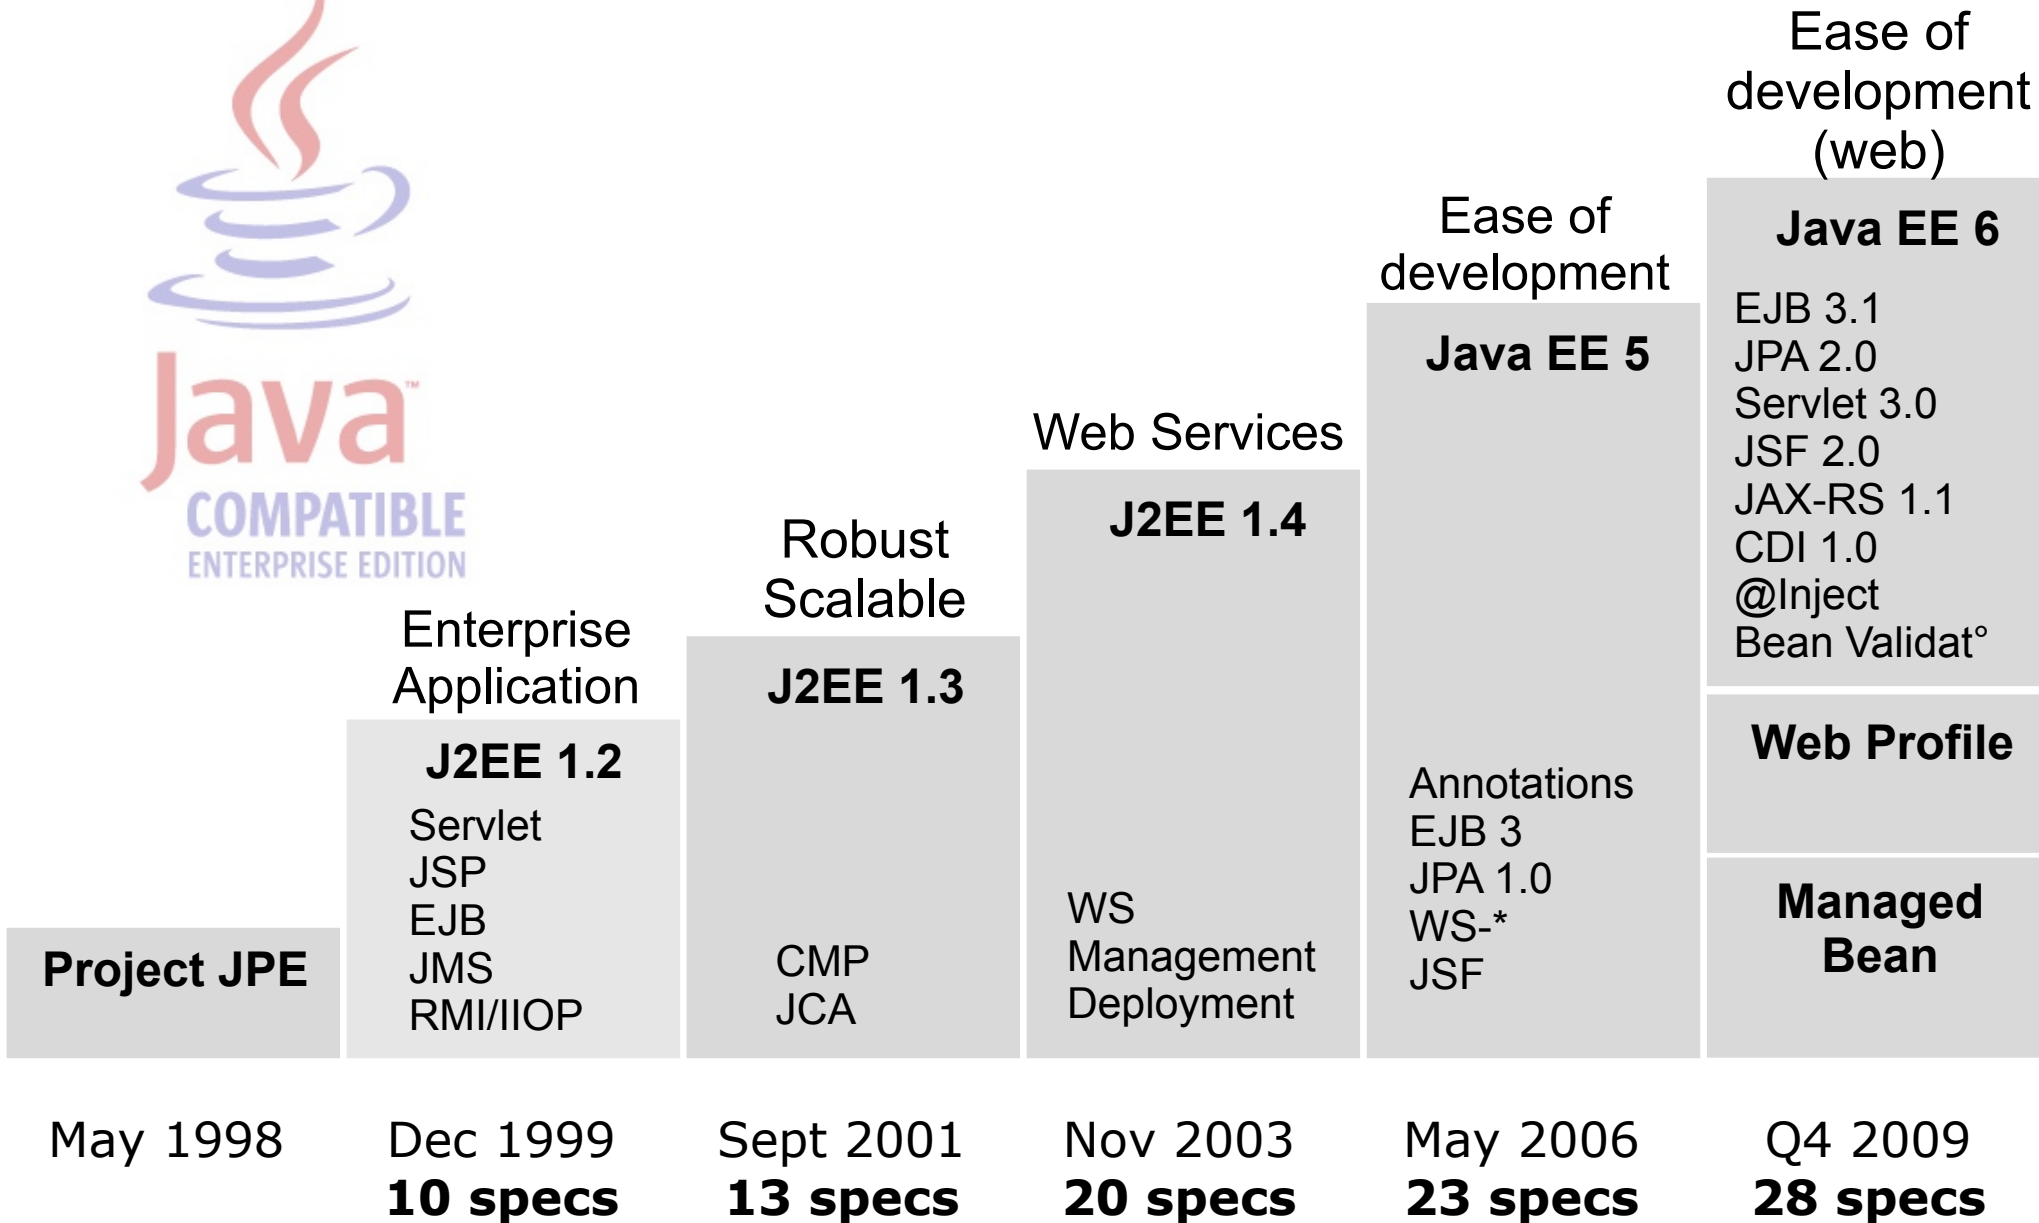 Java™
COMPATIBLE
ENTERPRISE EDITION
Project JPE
May 1998
Enterprise
Application
J2EE 1.2
Servlet
JSP
EJB
JMS
RMI/IIOP
Dec 1999
10 specs
Robust
Scalable
J2EE 1.3
CMP
JCA
Sept 2001
13 specs
Web Services
J2EE 1.4
WS
Management
Deployment
Nov 2003
20 specs
Ease of
development
Java EE 5
Annotations
EJB 3
JPA 1.0
WS-*
JSF
May 2006
23 specs
Ease of
development
(web)
Java EE 6
EJB 3.1
JPA 2.0
Servlet 3.0
JSF 2.0
JAX-RS 1.1
CDI 1.0
@Inject
Bean Validat°
Web Profile
Managed
Bean
Q4 2009
28 specs